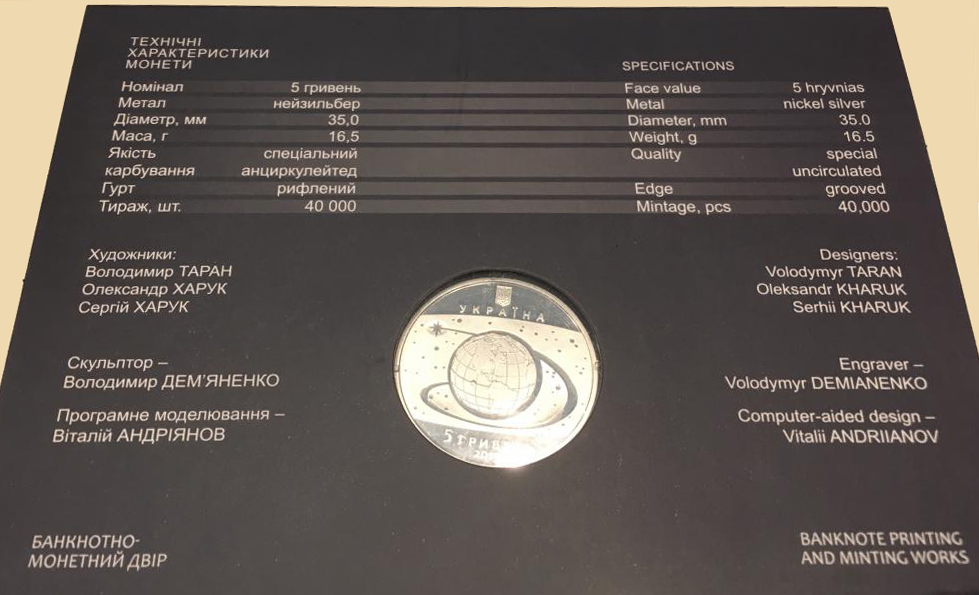 ТЕХНІЧНІ
ХАРАКТЕРИСТИКИ
МОНЕТИ
Номінал 5 гривень
Метал нейзильбер
Діаметр, мм 35,0
Маса, г 16,5
Якість спеціальний
карбування анциркулейтед
Гурт рифлений
Тираж, шт. 40 000
SPECIFICATIONS
Face value 5 hryvnias
Metal nickel silver
Diameter, mm 35.0
Weight, g 16.5
Quality special
uncirculated
Edge grooved
Mintage, pcs 40,000
Художники:
Володимир ТАРАН
Олександр ХАРУК
Сергій ХАРУК
Скульптор –
Володимир ДЕМ'ЯНЕНКО
Програмне моделювання –
Віталій АНДРІЯНОВ
УКРАЇНА
5
Designers:
Volodymyr TARAN
Oleksandr KHARUK
Serhii KHARUK
Engraver –
Volodymyr DEMIANENKO
Computer-aided design –
Vitalii ANDRIIANOV
БАНКНОТНО-
МОНЕТНИЙ ДВІР
BANKNOTE PRINTING
AND MINTING WORKS